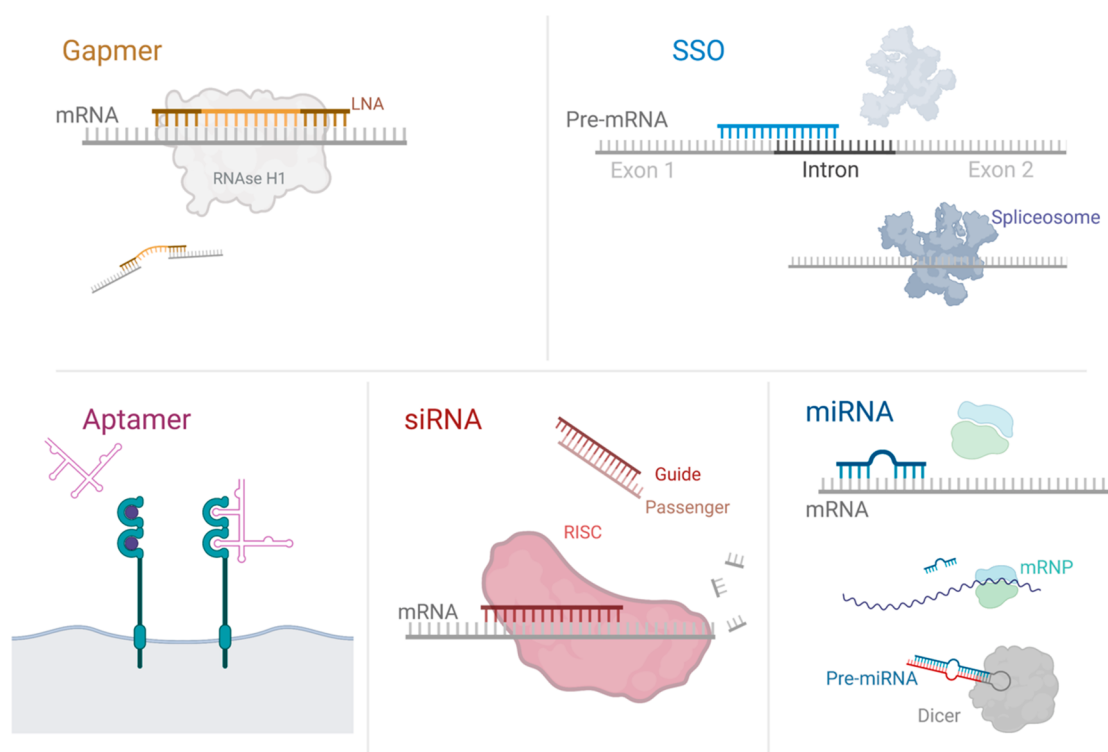 Gapmer
mRNA
LNA
RNAse H1
SSO
Pre-mRNA
Exon 1
Intron
Exon 2
Spliceosome
Aptamer
siRNA
Guide
Passenger
RISC
mRNA
miRNA
mRNA
mRNP
Pre-miRNA
Dicer